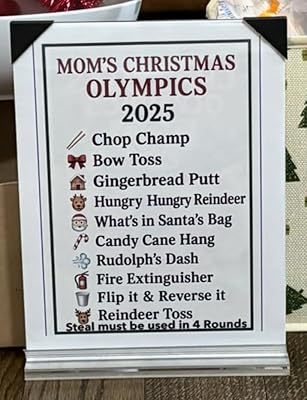 MOM'S CHRISTMAS
OLYMPICS
2025
Chop Champ
Bow Toss
Gingerbread Putt
Hungry Hungry Reindeer
What's in Santa's Bag
Candy Cane Hang
Rudolph's Dash
Fire Extinguisher
Flip it & Reverse it
Reindeer Toss
Steal must be used in 4 Rounds